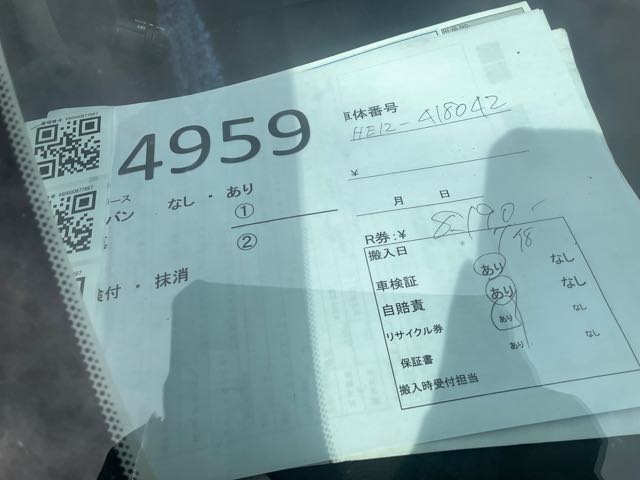 4959
車体番号
HE12-418042
¥
月 日
ース
バン なし・あり
①
②
R券:¥ 8190
付・抹消
搬入日 7/18
車検証 あり なし
自賠責 あり なし
リサイクル券 あり なし
保証書 あり なし
搬入時受付担当